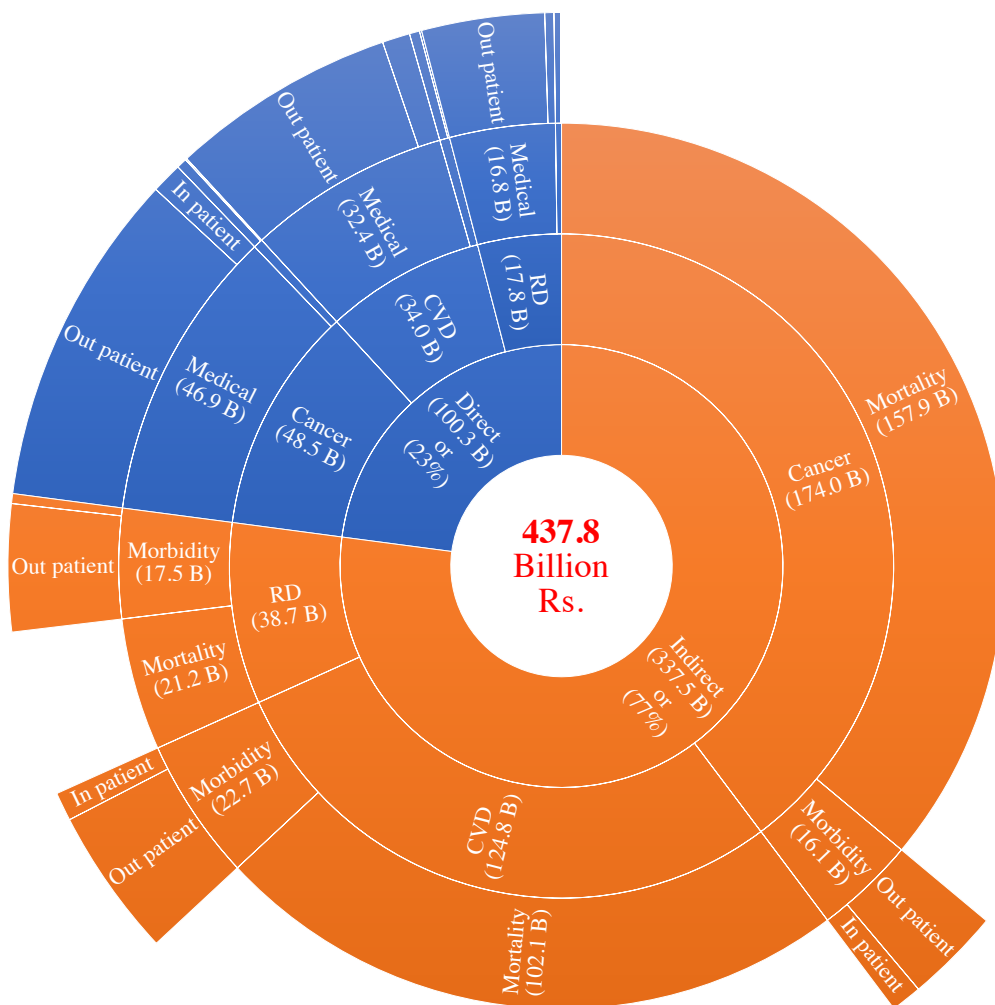 437.8
Billion
Rs.
Direct
(100.3 B)
or
(23%)
Indirect
(337.5 B)
or
(77%)
RD
(17.8 B)
Medical
(16.8 B)
Out patient
CVD
(34.0 B)
Medical
(32.4 B)
Out patient
Cancer
(48.5 B)
Medical
(46.9 B)
In patient
Out patient
RD
(38.7 B)
Morbidity
(17.5 B)
Out patient
Mortality
(21.2 B)
CVD
(124.8 B)
Morbidity
(22.7 B)
In patient
Out patient
Mortality
(102.1 B)
Cancer
(174.0 B)
Mortality
(157.9 B)
Morbidity
(16.1 B)
Out patient
In patient